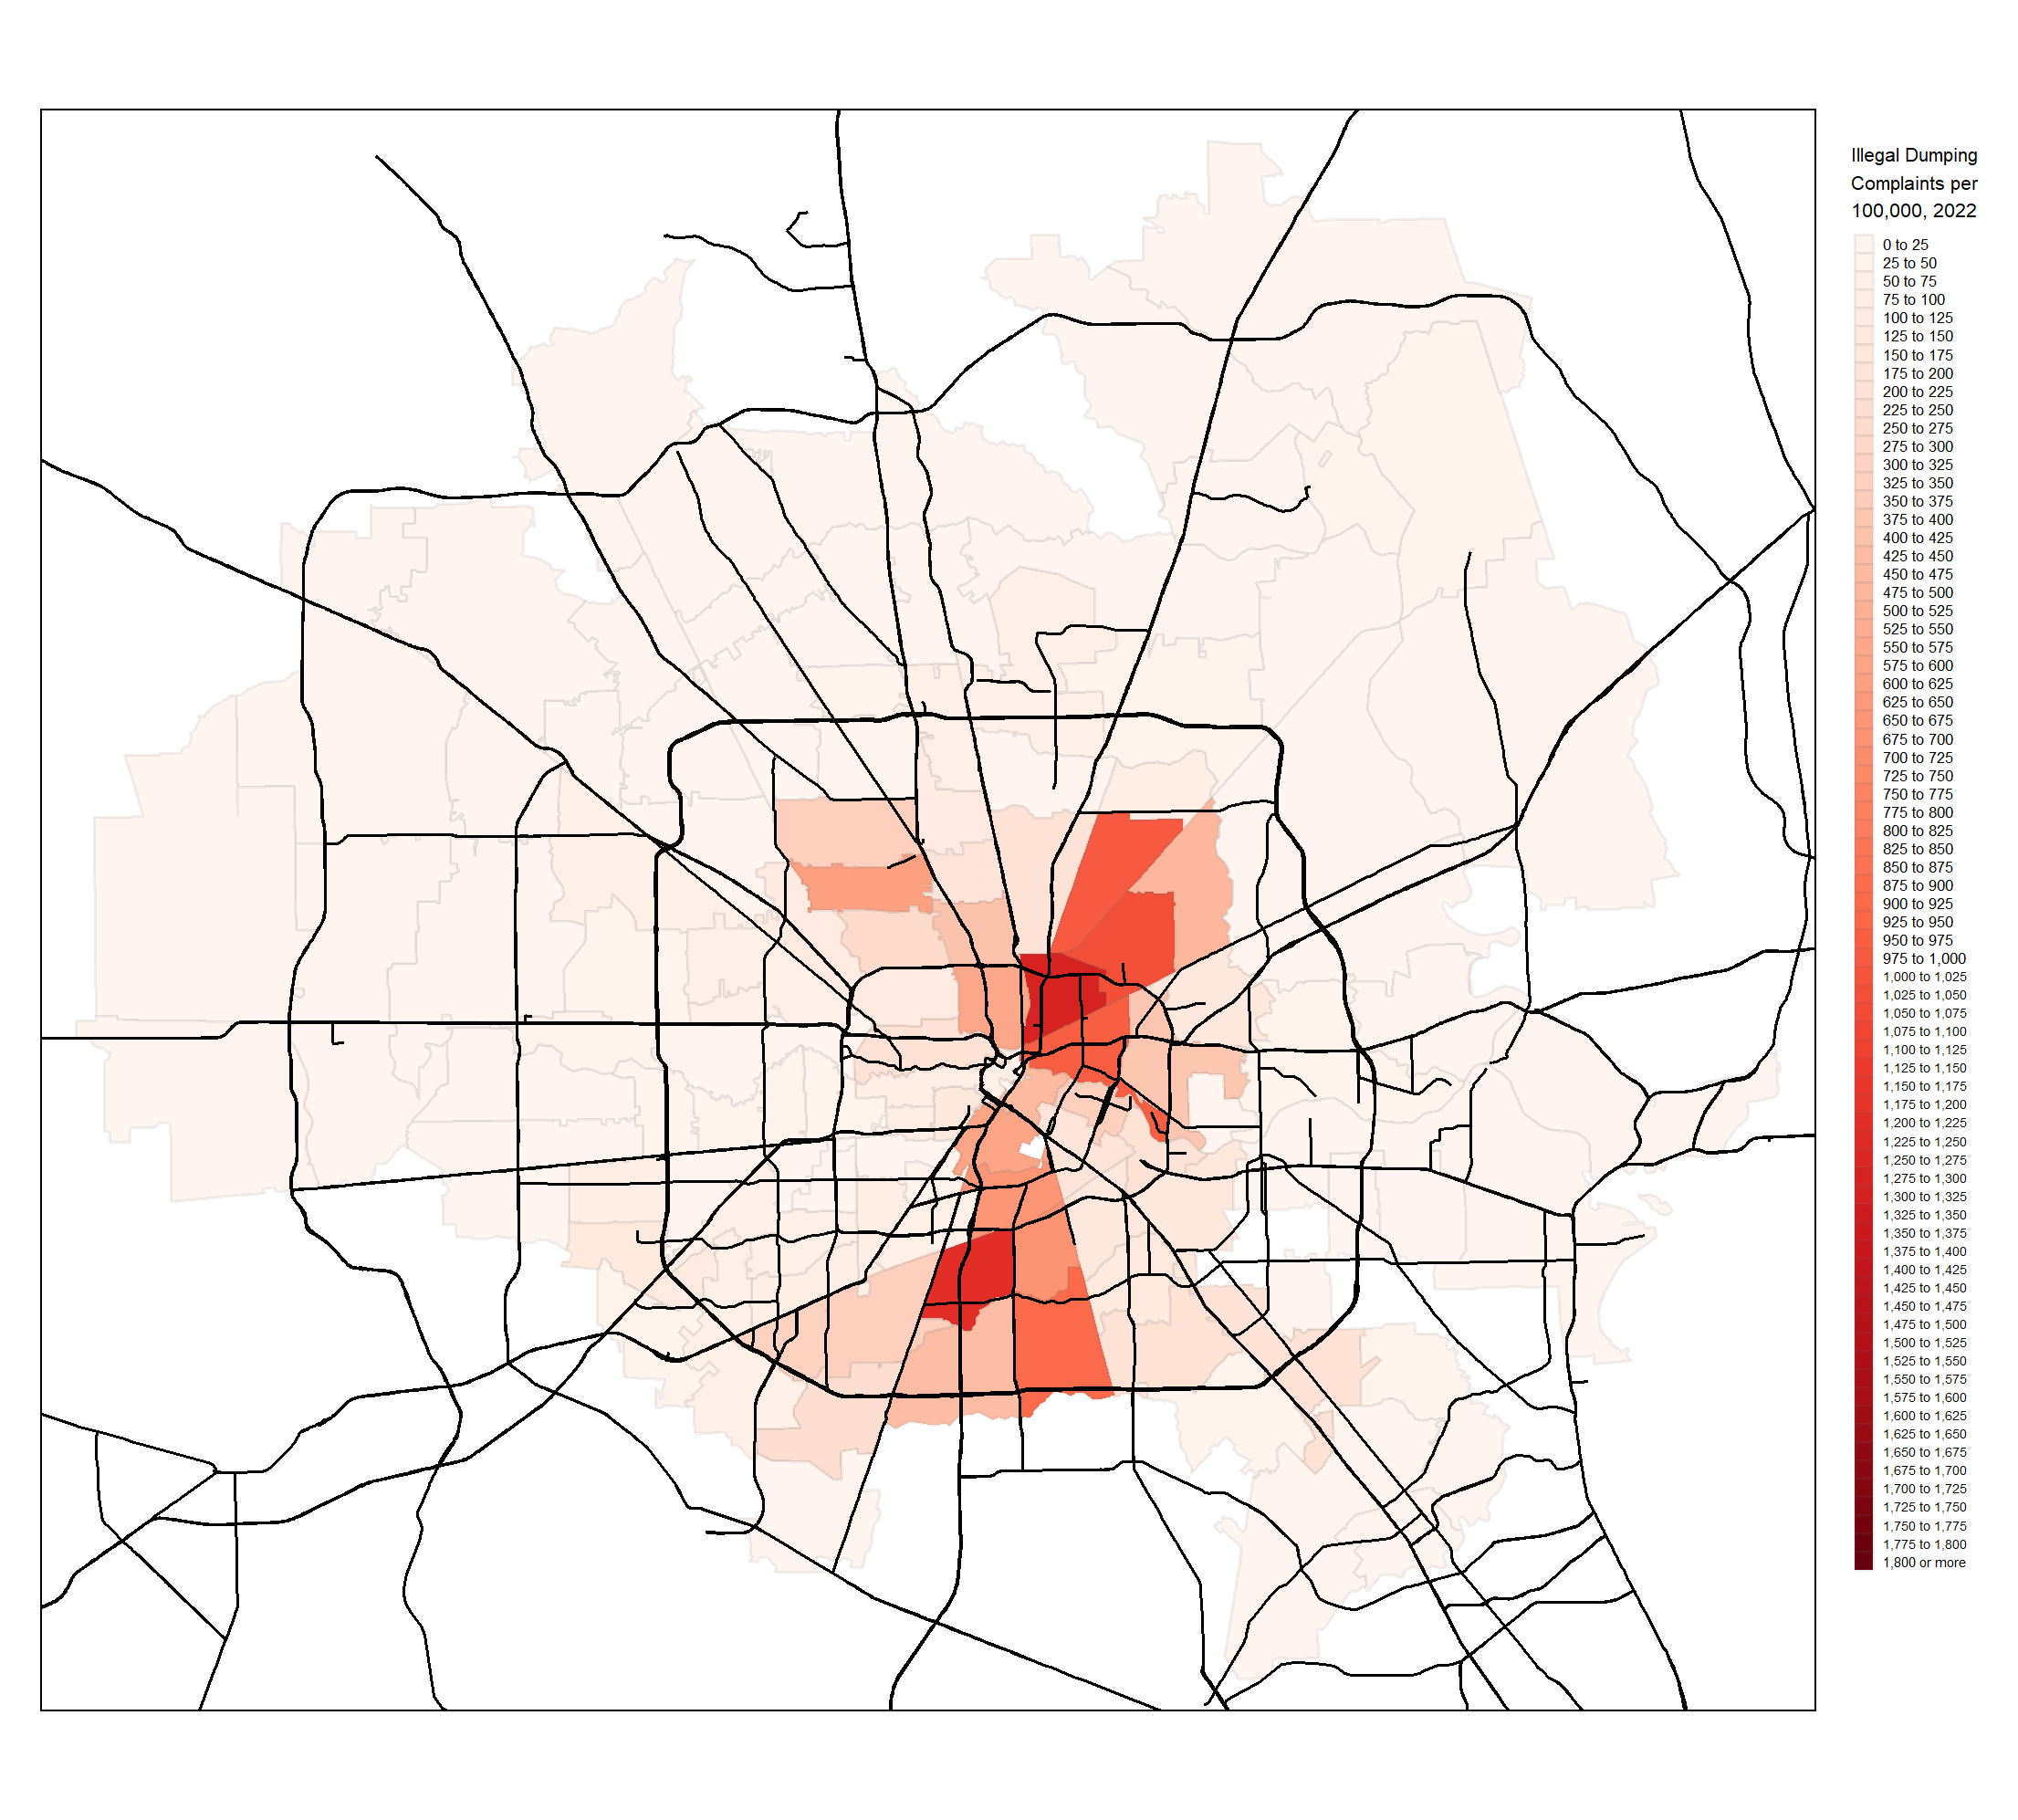 Illegal Dumping
Complaints per
100,000, 2022
0 to 25
25 to 50
50 to 75
75 to 100
100 to 125
125 to 150
150 to 175
175 to 200
200 to 225
225 to 250
250 to 275
275 to 300
300 to 325
325 to 350
350 to 375
375 to 400
400 to 425
425 to 450
450 to 475
475 to 500
500 to 525
525 to 550
550 to 575
575 to 600
600 to 625
625 to 650
650 to 675
675 to 700
700 to 725
725 to 750
750 to 775
775 to 800
800 to 825
825 to 850
850 to 875
875 to 900
900 to 925
925 to 950
950 to 975
975 to 1,000
1,000 to 1,025
1,025 to 1,050
1,050 to 1,075
1,075 to 1,100
1,100 to 1,125
1,125 to 1,150
1,150 to 1,175
1,175 to 1,200
1,200 to 1,225
1,225 to 1,250
1,250 to 1,275
1,275 to 1,300
1,300 to 1,325
1,325 to 1,350
1,350 to 1,375
1,375 to 1,400
1,400 to 1,425
1,425 to 1,450
1,450 to 1,475
1,475 to 1,500
1,500 to 1,525
1,525 to 1,550
1,550 to 1,575
1,575 to 1,600
1,600 to 1,625
1,625 to 1,650
1,650 to 1,675
1,675 to 1,700
1,700 to 1,725
1,725 to 1,750
1,750 to 1,775
1,775 to 1,800
1,800 or more